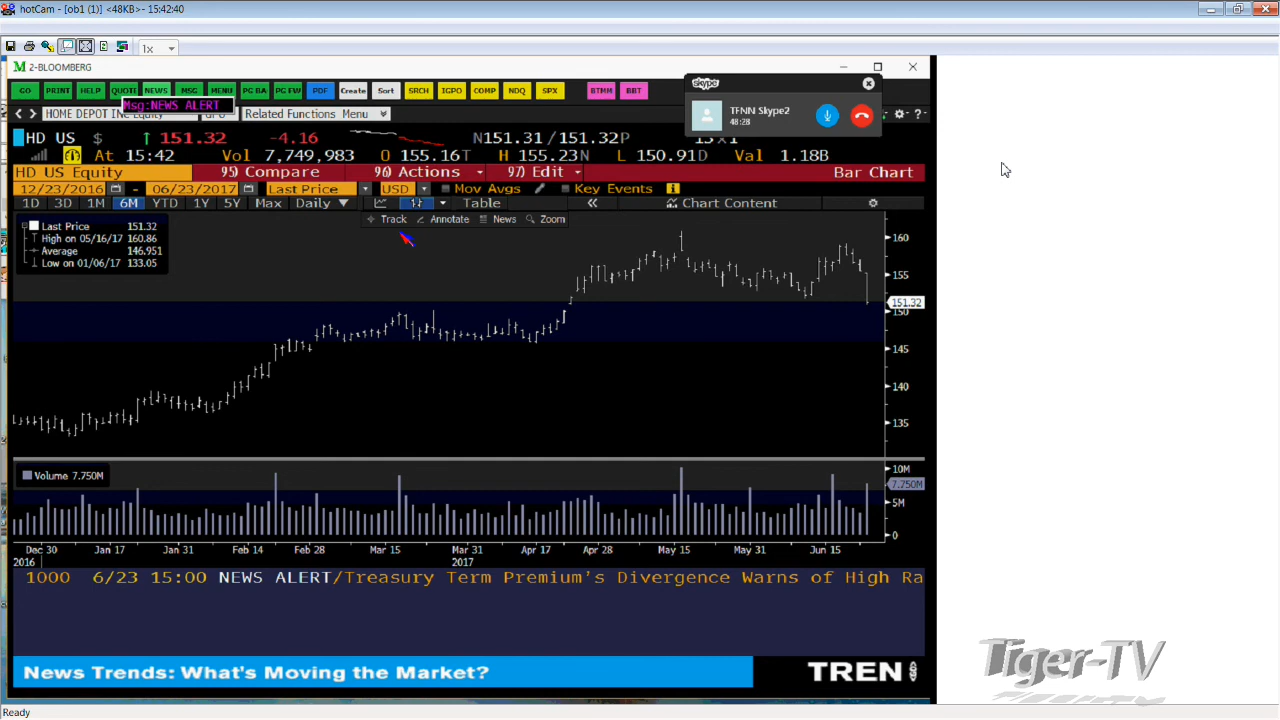 hotCam - [ob1 (1)] <48KB>- 15:42:40
1x
M 2-BLOOMBERG
GO PRINT HELP QUOTE NEWS MSG MENU PG BA PG FW PDF Create Sort SRCH IGPO COMP NDQ SPX BTMM BBT
skype
TFNN Skype2
48:28
Msg:NEWS ALERT
Related Functions Menu
HD US $ ↑ 151.32 -4.16 N151.31/151.32P
At 15:42 Vol 7,749,983 O 155.16T H 155.23N L 150.91D Val 1.18B
HD US Equity 95) Compare 96) Actions 97) Edit Bar Chart
12/23/2016 - 06/23/2017 Last Price USD Mov Avgs Key Events
1D 3D 1M 6M YTD 1Y 5Y Max Daily ▼ Table « Chart Content
Track Annotate News Zoom
Last Price 151.32
High on 05/16/17 160.86
Average 146.951
Low on 01/06/17 133.05
160
155
151.32
150
145
140
135
Volume 7.750M
10M
7.750M
5M
0
Dec 30 Jan 17 Jan 31 Feb 14 Feb 28 Mar 15 Mar 31 Apr 17 Apr 28 May 15 May 31 Jun 15
2016 2017
1000 6/23 15:00 NEWS ALERT/Treasury Term Premium's Divergence Warns of High Ra
News Trends: What's Moving the Market?
TREN
Tiger-TV
Ready